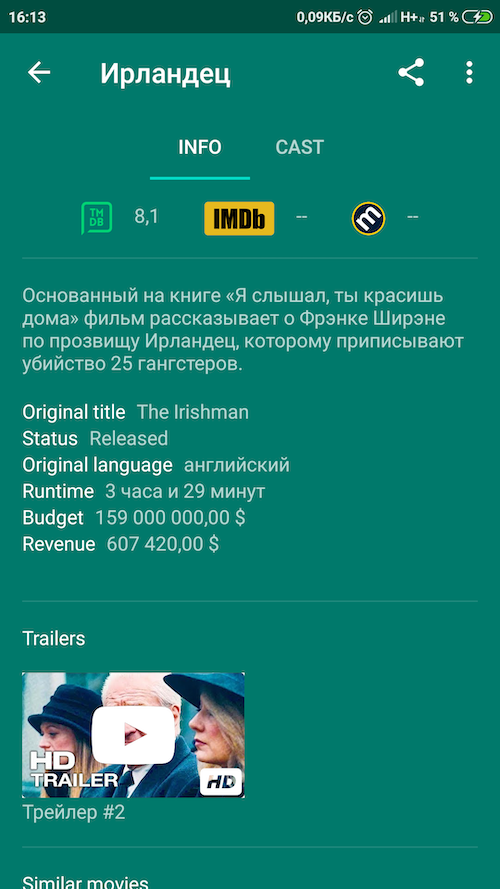 16:13 0,09КБ/с H+ 51 %
Ирландец
INFO CAST
TM DB 8,1 IMDb -- m --
Основанный на книге «Я слышал, ты красишь
дома» фильм рассказывает о Фрэнке Ширэне
по прозвищу Ирландец, которому приписывают
убийство 25 гангстеров.
Original title The Irishman
Status Released
Original language английский
Runtime 3 часа и 29 минут
Budget 159 000 000,00 $
Revenue 607 420,00 $
Trailers
HD
TRAILER
HD
Трейлер #2
Similar movies